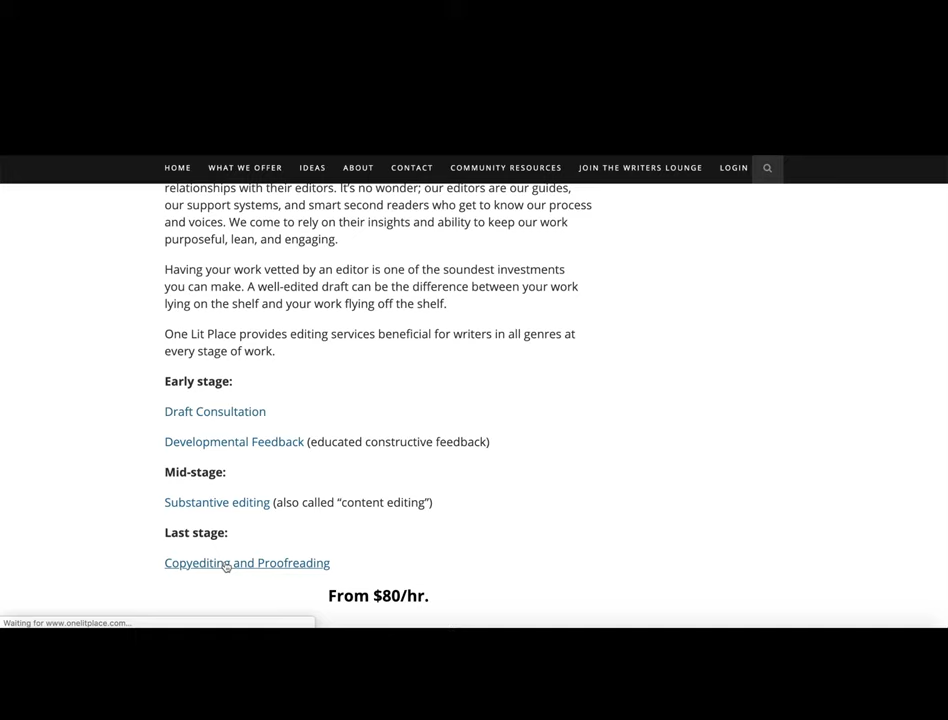 HOME WHAT WE OFFER IDEAS ABOUT CONTACT COMMUNITY RESOURCES JOIN THE WRITERS LOUNGE LOGIN
relationships with their editors. It’s no wonder; our editors are our guides,
our support systems, and smart second readers who get to know our process
and voices. We come to rely on their insights and ability to keep our work
purposeful, lean, and engaging.
Having your work vetted by an editor is one of the soundest investments
you can make. A well-edited draft can be the difference between your work
lying on the shelf and your work flying off the shelf.
One Lit Place provides editing services beneficial for writers in all genres at
every stage of work.
Early stage:
Draft Consultation
Developmental Feedback (educated constructive feedback)
Mid-stage:
Substantive editing (also called “content editing”)
Last stage:
Copyediting and Proofreading
From $80/hr.
Waiting for www.onelitplace.com...